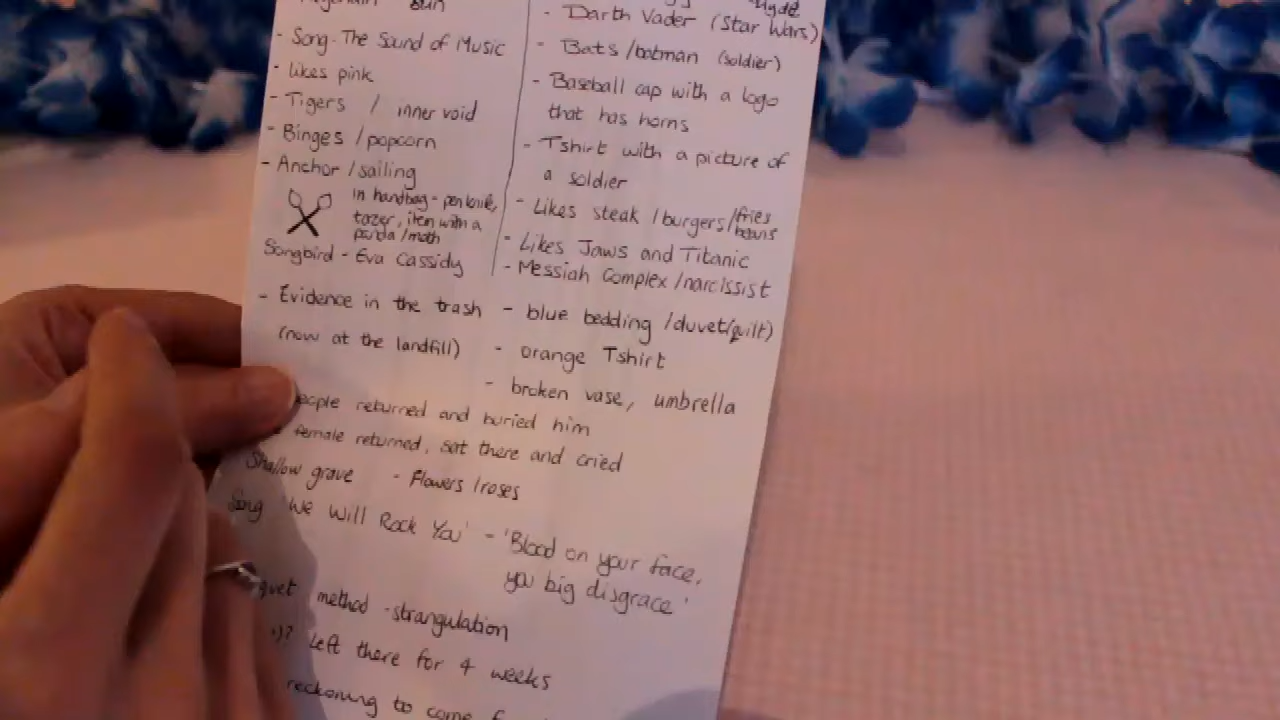 Sun
Hyde
- Darth Vader (Star Wars)
- Song - The Sound of Music
- Bats / batman (soldier)
- likes pink
- Baseball cap with a logo
that has horns
- Tigers / inner void
- Binges / popcorn
- Tshirt with a picture of
a soldier
- Anchor / sailing
in handbag - penknife,
tazer, item with a
panda / moth
- Likes steak / burgers / fries
beans
Songbird - Eva Cassidy
- Likes Jaws and Titanic
- Messiah Complex / narcissist
- Evidence in the trash - blue bedding / duvet (quilt)
(now at the landfill) - orange Tshirt
- broken vase, umbrella
returned and buried him
female returned, sat there and cried
Shallow grave - Flowers / roses
Song 'We Will Rock You' - 'Blood on your face,
you big disgrace'
method - strangulation
Left there for 4 weeks
reckoning to come